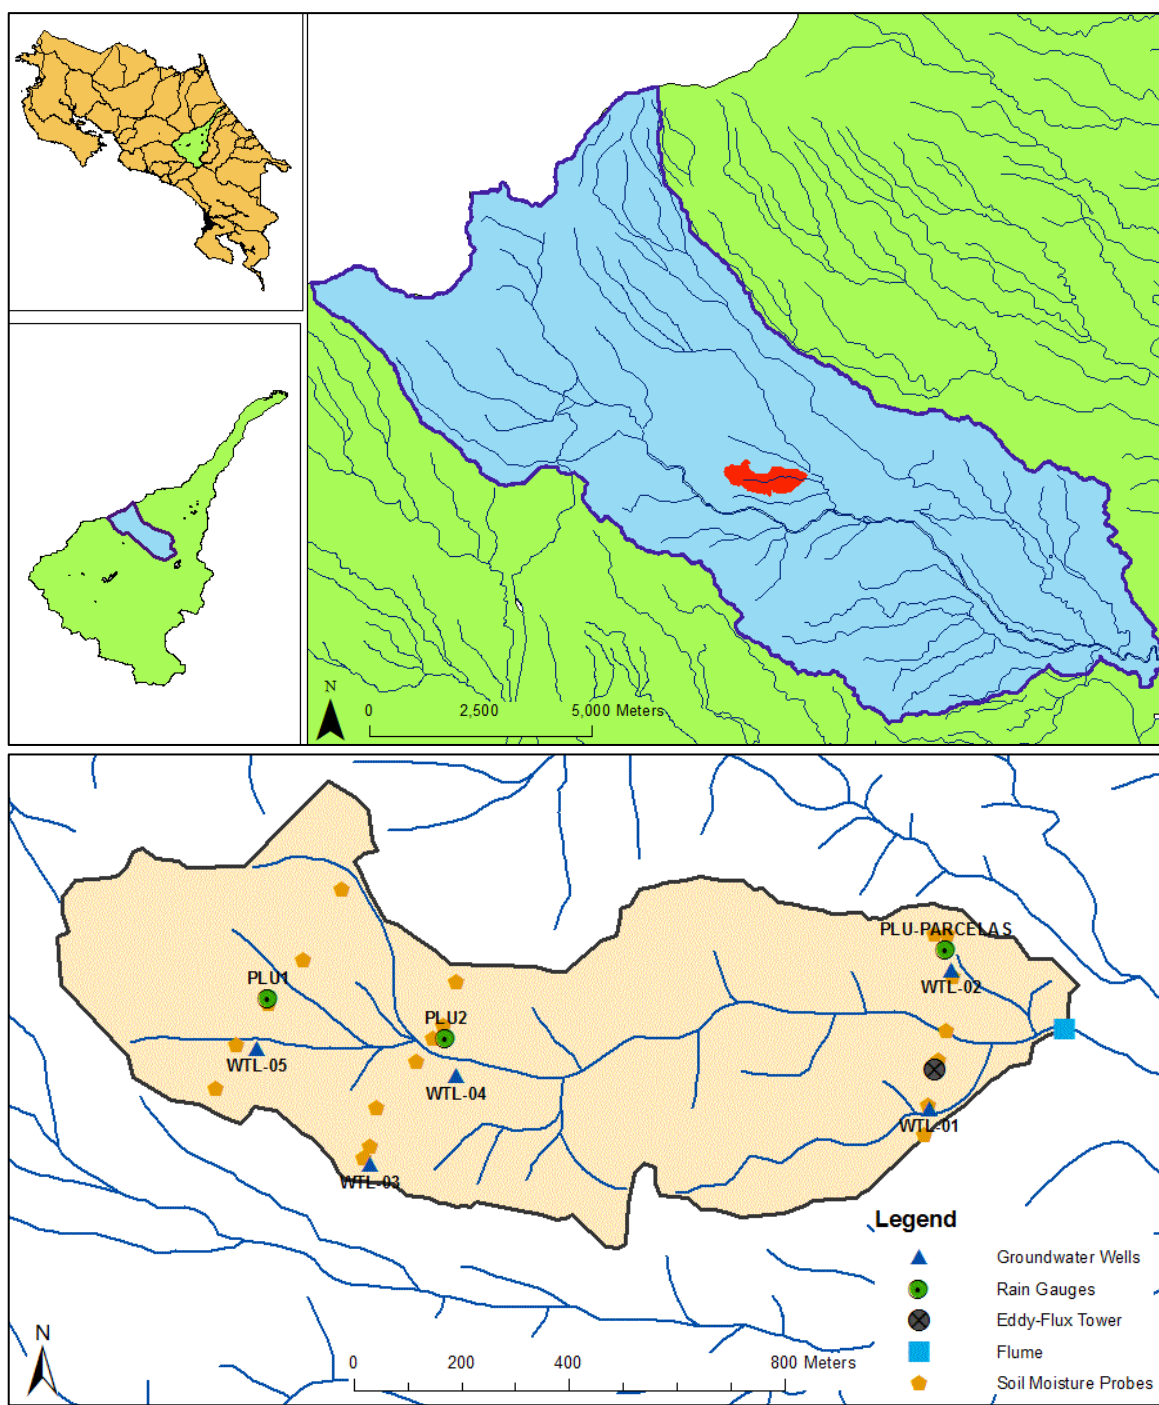 N
0 2,500 5,000 Meters
PLU-PARCELAS
PLU1
WTL-02
PLU2
WTL-05
WTL-04
WTL-01
WTL-03
Legend
Groundwater Wells
Rain Gauges
Eddy-Flux Tower
Flume
Soil Moisture Probes
N
0 200 400 800 Meters